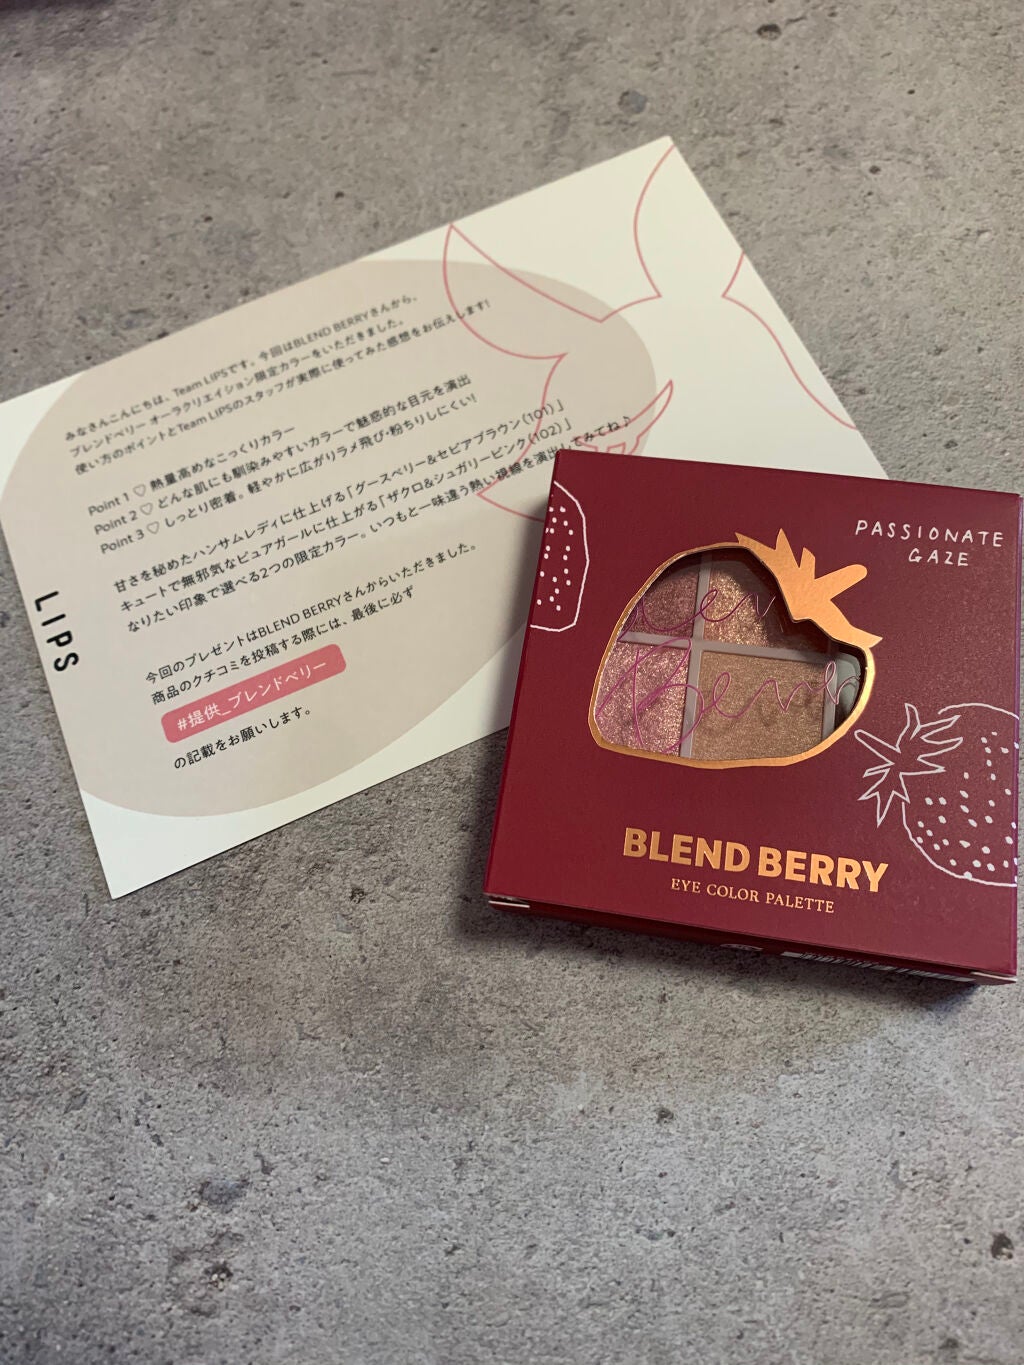 みなさんこんにちは、Team LIPSです。今回はBLEND BERRYさんから、
ブレンドベリー オーラクリエイション限定カラーをいただきました。
使い方のポイントとTeam LIPSのスタッフが実際に使ってみた感想をお伝えします!
Point 1 ♡ 熱量高めなこっくりカラー
Point 2 ♡ どんな肌にも馴染みやすいカラーで魅惑的な目元を演出
Point 3 ♡ しっとり密着。軽やかに広がりラメ飛び・粉ちりしにくい!
甘さを秘めたハンサムレディに仕上げる「グースベリー&セピアブラウン(101)」
キュートで無邪気なピュアガールに仕上がる「ザクロ&シュガリーピンク(102)」
なりたい印象で選べる2つの限定カラー。いつもと一味違う熱い視線を演出してみてね♪
今回のプレゼントはBLEND BERRYさんからいただきました。
商品のクチコミを投稿する際には、最後に必ず
#提供_ブレンドベリー
の記載をお願いします。
LIPS
PASSIONATE
GAZE
BLEND BERRY
EYE COLOR PALETTE